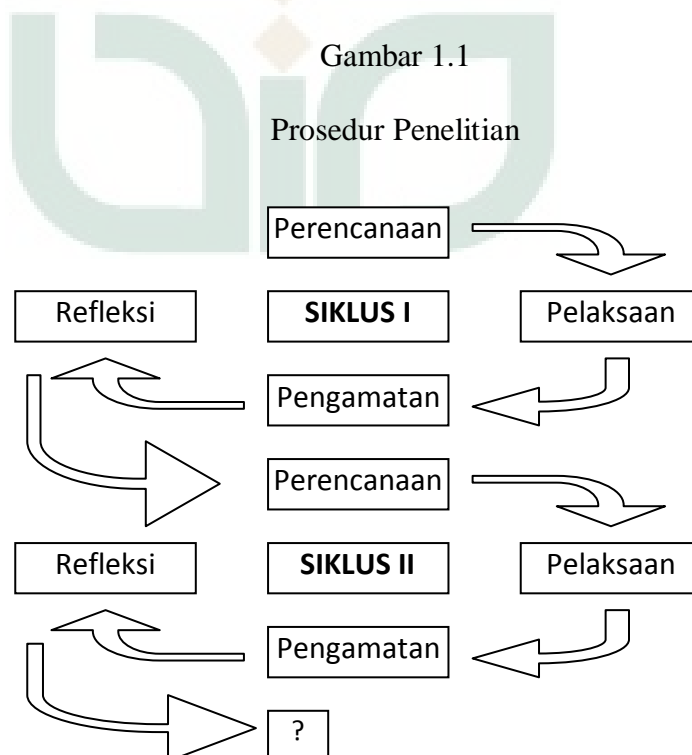 Gambar 1.1
Prosedur Penelitian
Perencanaan
Refleksi
SIKLUS I
Pelaksaan
Pengamatan
Perencanaan
Refleksi
SIKLUS II
Pelaksaan
Pengamatan
?